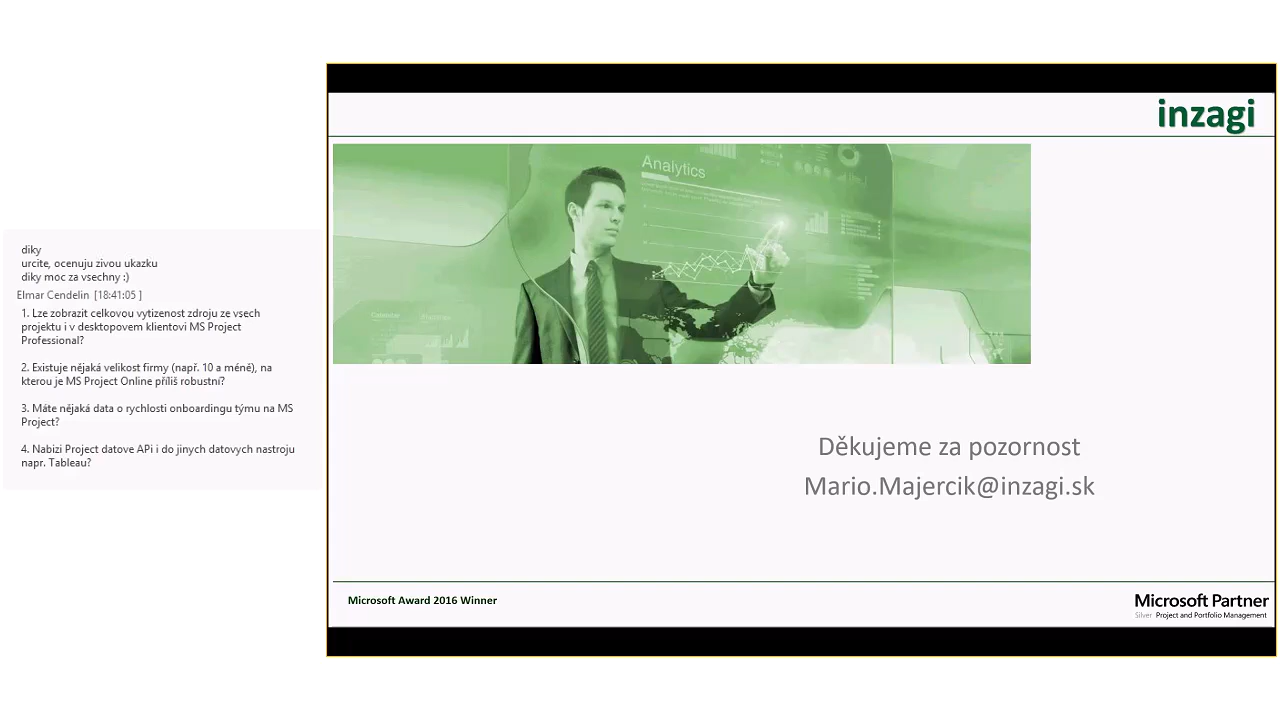 diky
urcite, ocenuju zivou ukazku
diky moc za vsechny :)
Elmar Cendelin [18:41:05 ]
1. Lze zobrazit celkovou vytizenost zdroju ze vsech
projektu i v desktopovem klientovi MS Project
Professional?
2. Existuje nějaká velikost firmy (např. 10 a méně), na
kterou je MS Project Online příliš robustní?
3. Máte nějaká data o rychlosti onboardingu týmu na MS
Project?
4. Nabizi Project datove APi i do jinych datovych nastroju
napr. Tableau?
inzagi
Analytics
Děkujeme za pozornost
Mario.Majercik@inzagi.sk
Microsoft Award 2016 Winner
Microsoft Partner
Silver Project and Portfolio Management